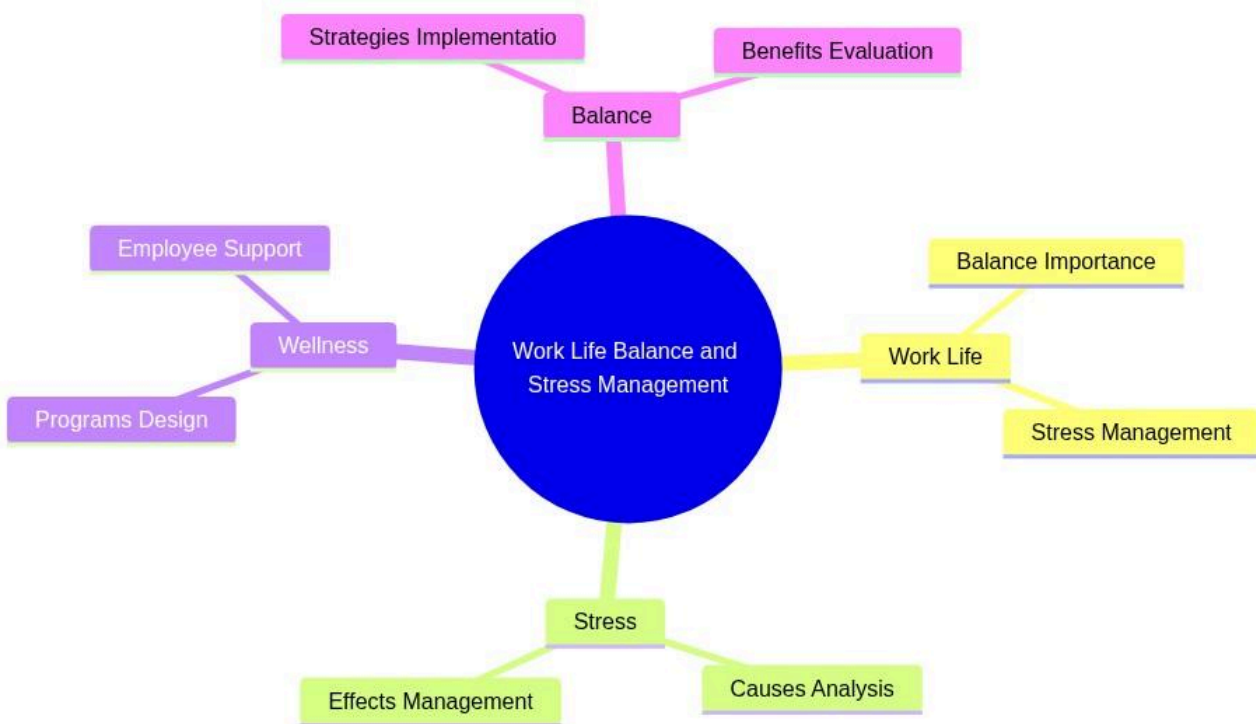 Strategies Implementatio
Benefits Evaluation
Balance
Employee Support
Balance Importance
Wellness
Work Life Balance and
Stress Management
Work Life
Programs Design
Stress Management
Stress
Effects Management
Causes Analysis